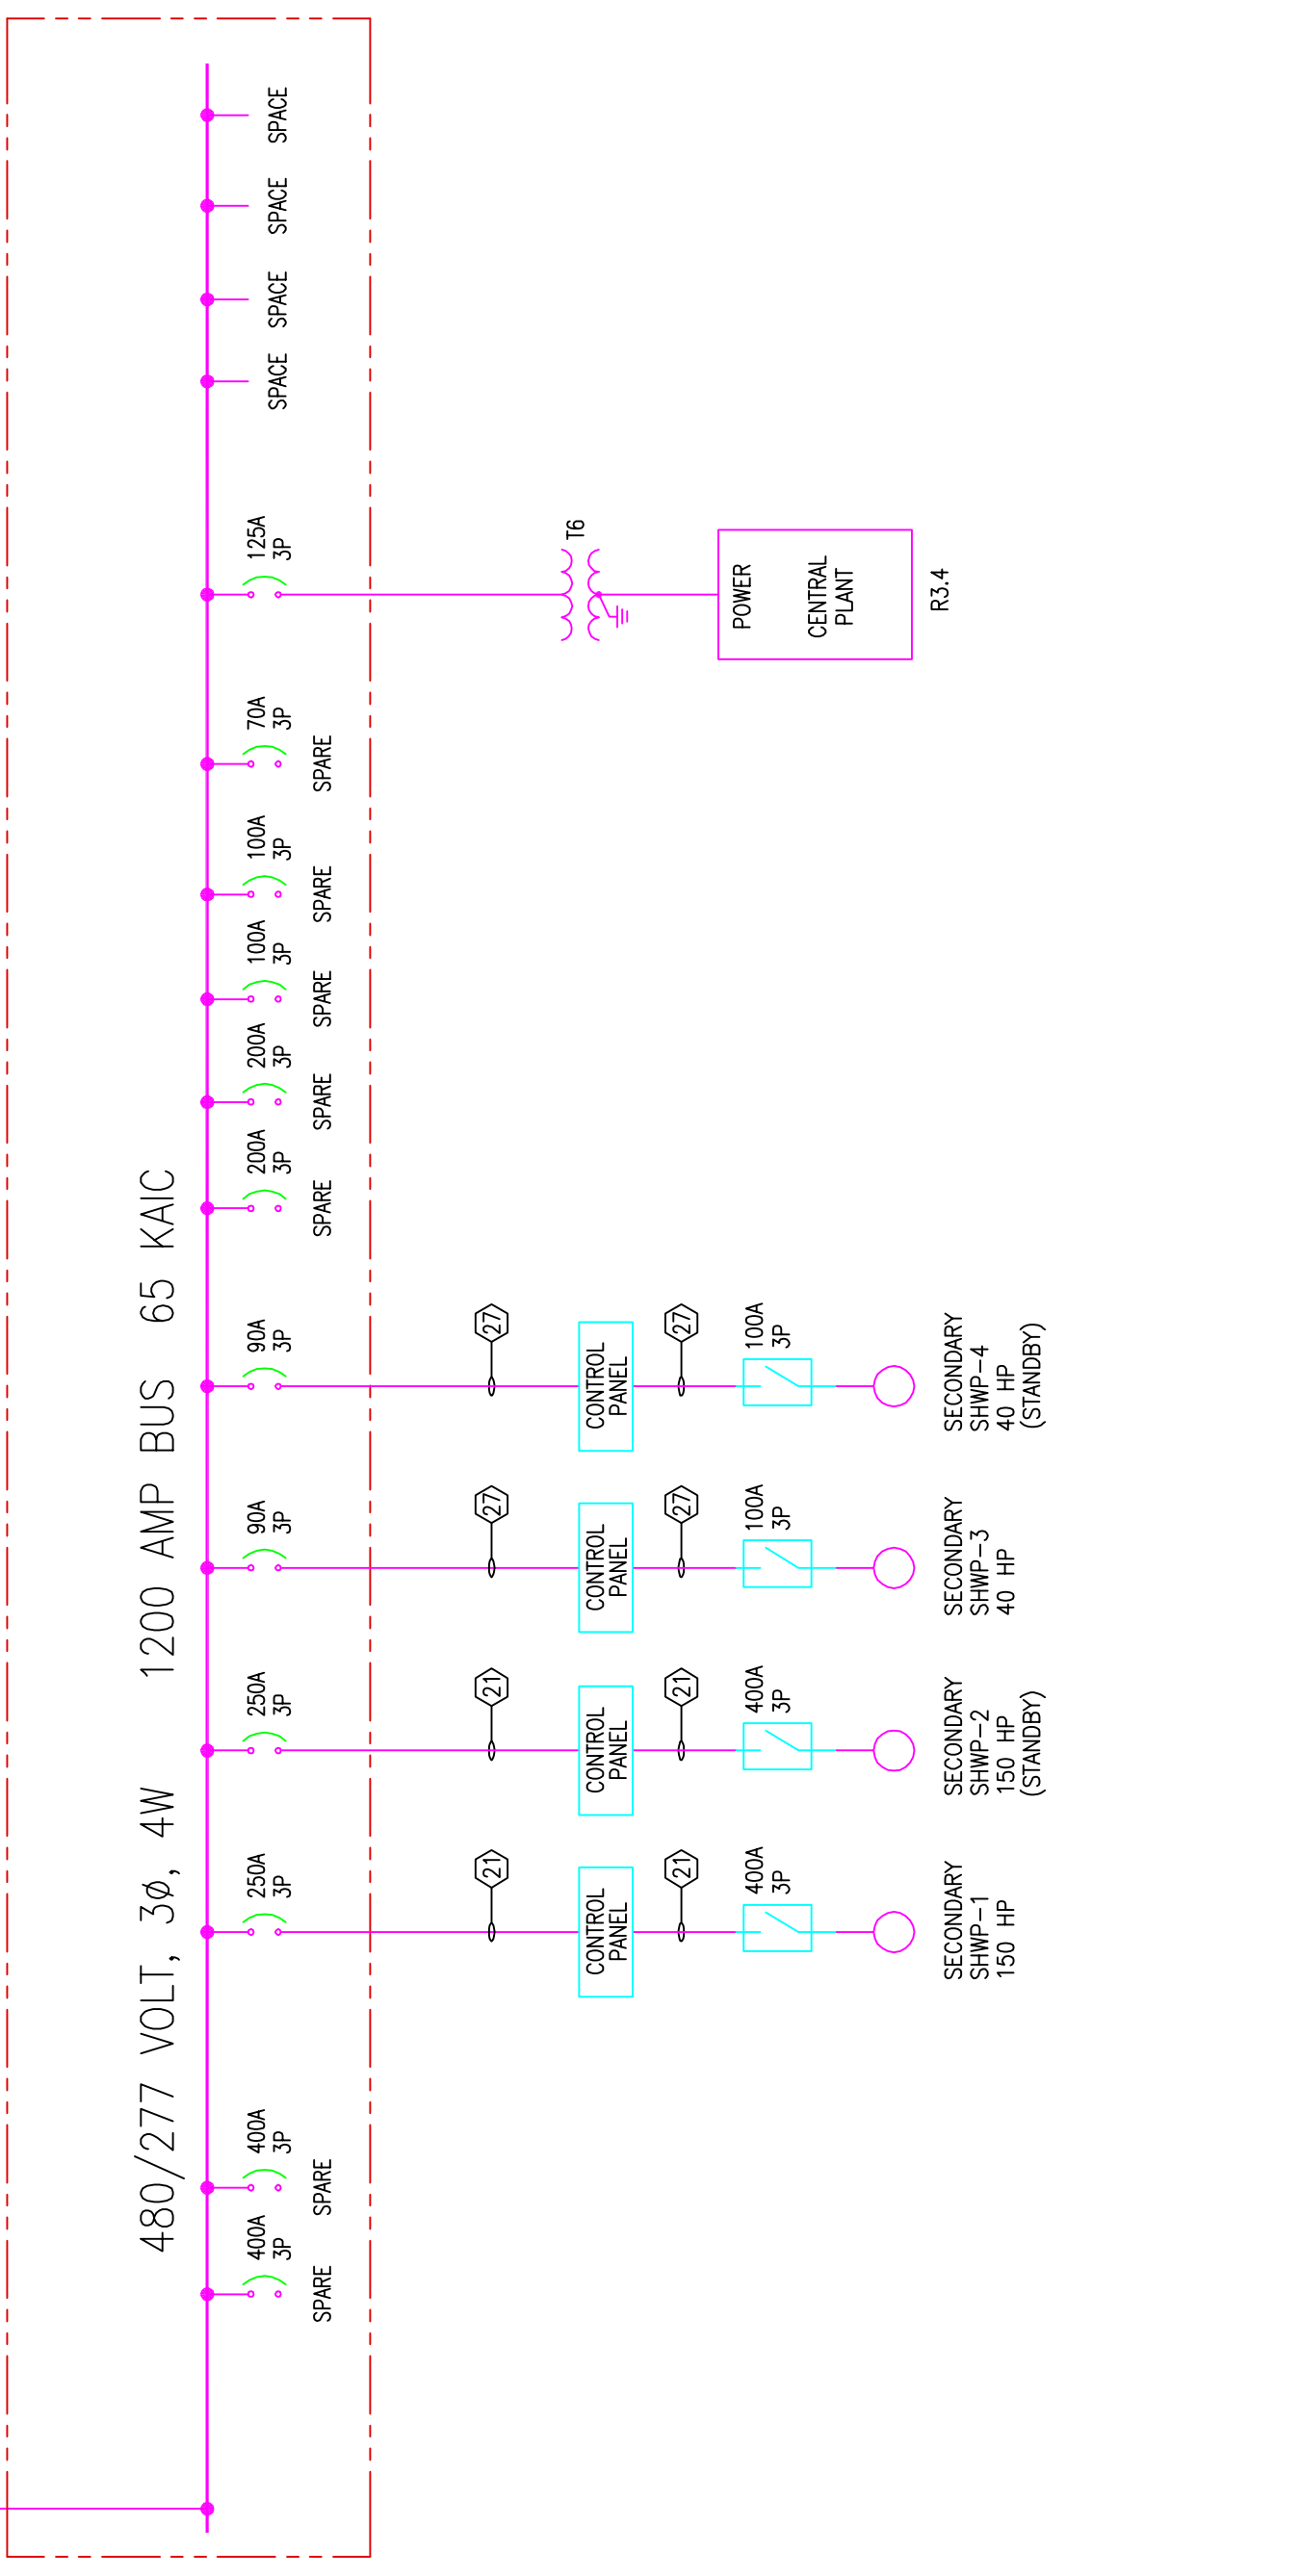 480/277 VOLT, 3Ø, 4W 1200 AMP BUS 65 KAIC
400A
3P
SPARE
400A
3P
SPARE
250A
3P
21
CONTROL
PANEL
21
400A
3P
SECONDARY
SHWP-1
150 HP
250A
3P
21
CONTROL
PANEL
21
400A
3P
SECONDARY
SHWP-2
150 HP
(STANDBY)
90A
3P
27
CONTROL
PANEL
27
100A
3P
SECONDARY
SHWP-3
40 HP
90A
3P
27
CONTROL
PANEL
27
100A
3P
SECONDARY
SHWP-4
40 HP
(STANDBY)
200A
3P
SPARE
200A
3P
SPARE
100A
3P
SPARE
100A
3P
SPARE
70A
3P
SPARE
125A
3P
T6
POWER
CENTRAL
PLANT
R3.4
SPACE
SPACE
SPACE
SPACE